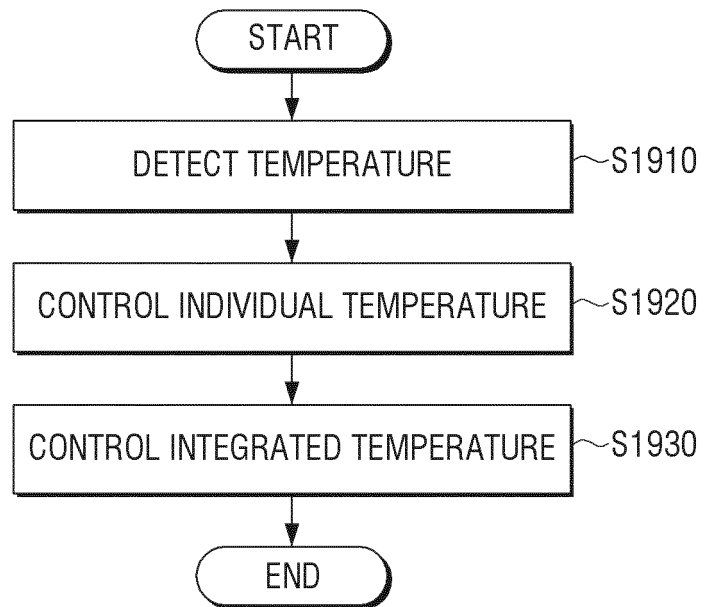 START
DETECT TEMPERATURE
S1910
CONTROL INDIVIDUAL TEMPERATURE
S1920
CONTROL INTEGRATED TEMPERATURE
S1930
END